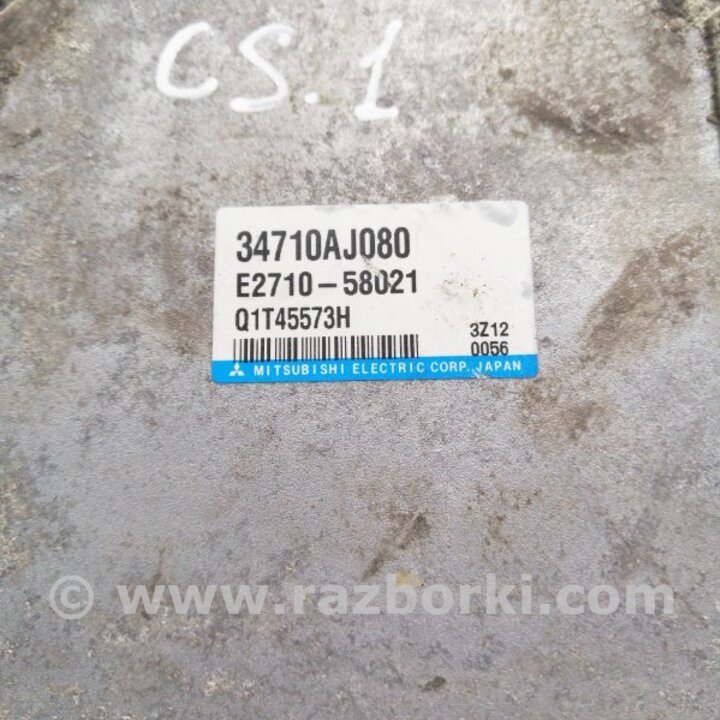 CS.1
34710AJ080
E2710-58021
Q1T45573H
3Z12
0056
MITSUBISHI ELECTRIC CORP. JAPAN
© www.razborki.com